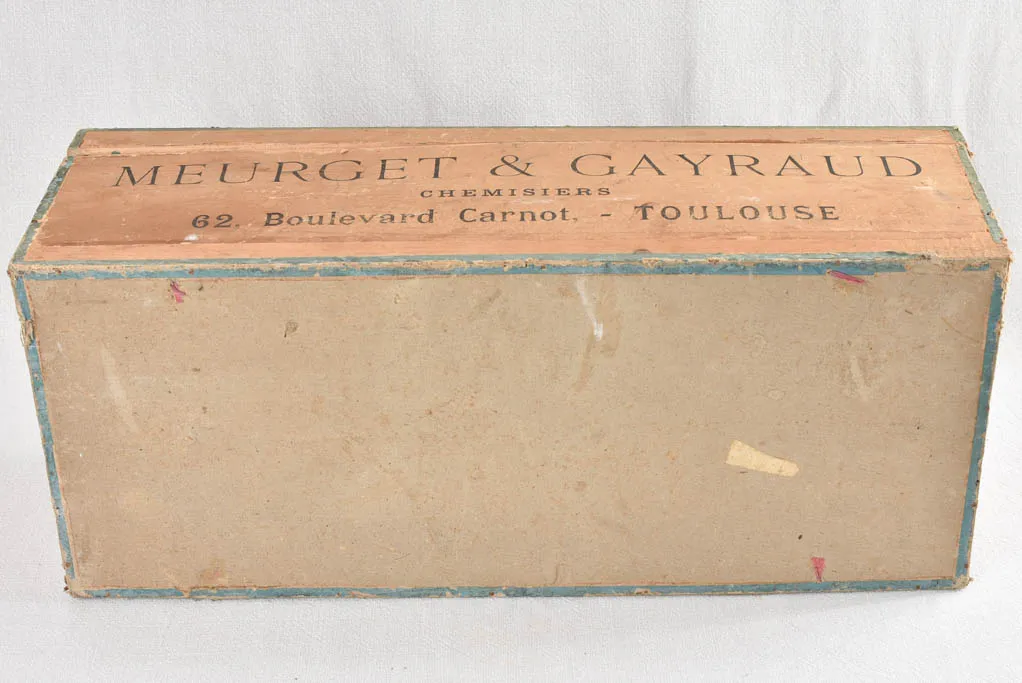 MEURGET & GAYRAUD
CHEMISIERS
62, Boulevard Carnot, - TOULOUSE